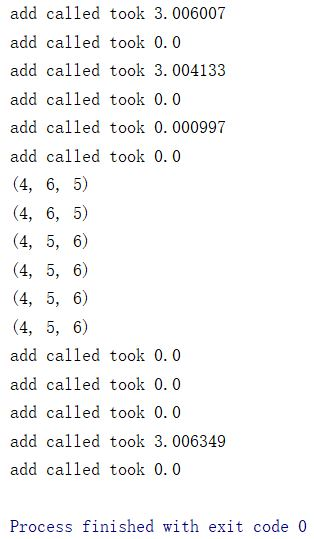 add called took 3.006007
add called took 0.0
add called took 3.004133
add called took 0.0
add called took 0.000997
add called took 0.0
(4, 6, 5)
(4, 6, 5)
(4, 5, 6)
(4, 5, 6)
(4, 5, 6)
(4, 5, 6)
add called took 0.0
add called took 0.0
add called took 0.0
add called took 3.006349
add called took 0.0
Process finished with exit code 0